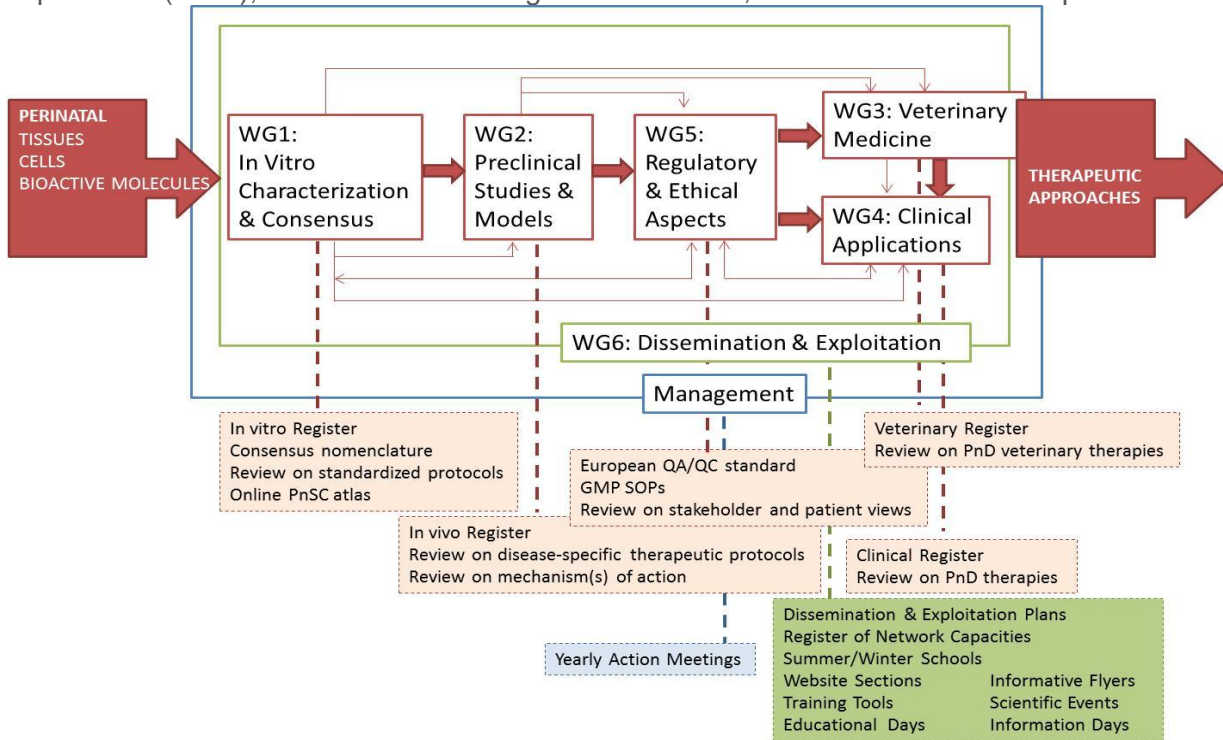 PERINATAL
TISSUES
CELLS
BIOACTIVE MOLECULES
WG1:
In Vitro
Characterization
& Consensus
WG2:
Preclinical
Studies &
Models
WG5:
Regulatory
& Ethical
Aspects
WG3: Veterinary
Medicine
WG4: Clinical
Applications
THERAPEUTIC
APPROACHES
WG6: Dissemination & Exploitation
Management
In vitro Register
Consensus nomenclature
Review on standardized protocols
Online PnSC atlas
In vivo Register
Review on disease-specific therapeutic protocols
Review on mechanism(s) of action
European QA/QC standard
GMP SOPs
Review on stakeholder and patient views
Veterinary Register
Review on PnD veterinary therapies
Clinical Register
Review on PnD therapies
Yearly Action Meetings
Dissemination & Exploitation Plans
Register of Network Capacities
Summer/Winter Schools
Website Sections Informative Flyers
Training Tools Scientific Events
Educational Days Information Days